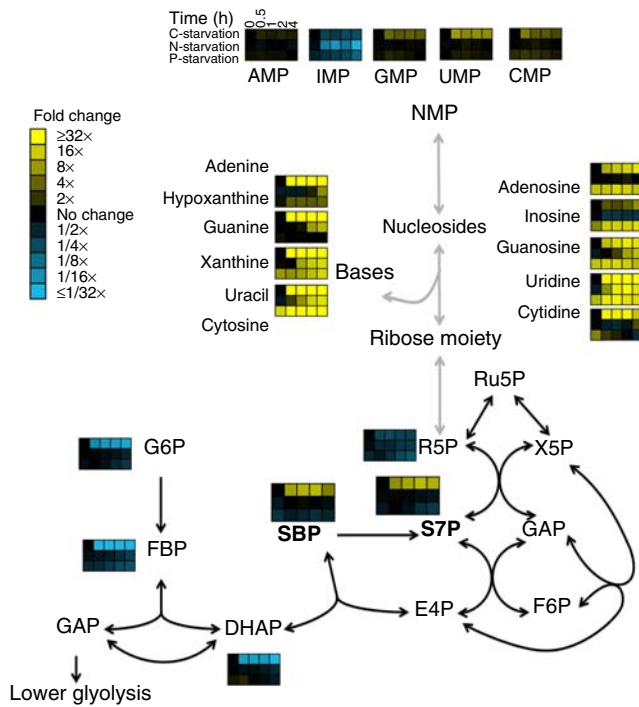 Time (h)
0 0.5 1 2 4
C-starvation
N-starvation
P-starvation
AMP IMP GMP UMP CMP
NMP
Fold change
≥32×
16×
8×
4×
2×
No change
1/2×
1/4×
1/8×
1/16×
≤1/32×
Adenine
Hypoxanthine
Guanine
Xanthine
Uracil
Cytosine
Bases
Nucleosides
Adenosine
Inosine
Guanosine
Uridine
Cytidine
Ribose moiety
Ru5P
G6P
R5P
X5P
FBP
SBP
S7P
GAP
GAP
DHAP
E4P
F6P
Lower glyolysis